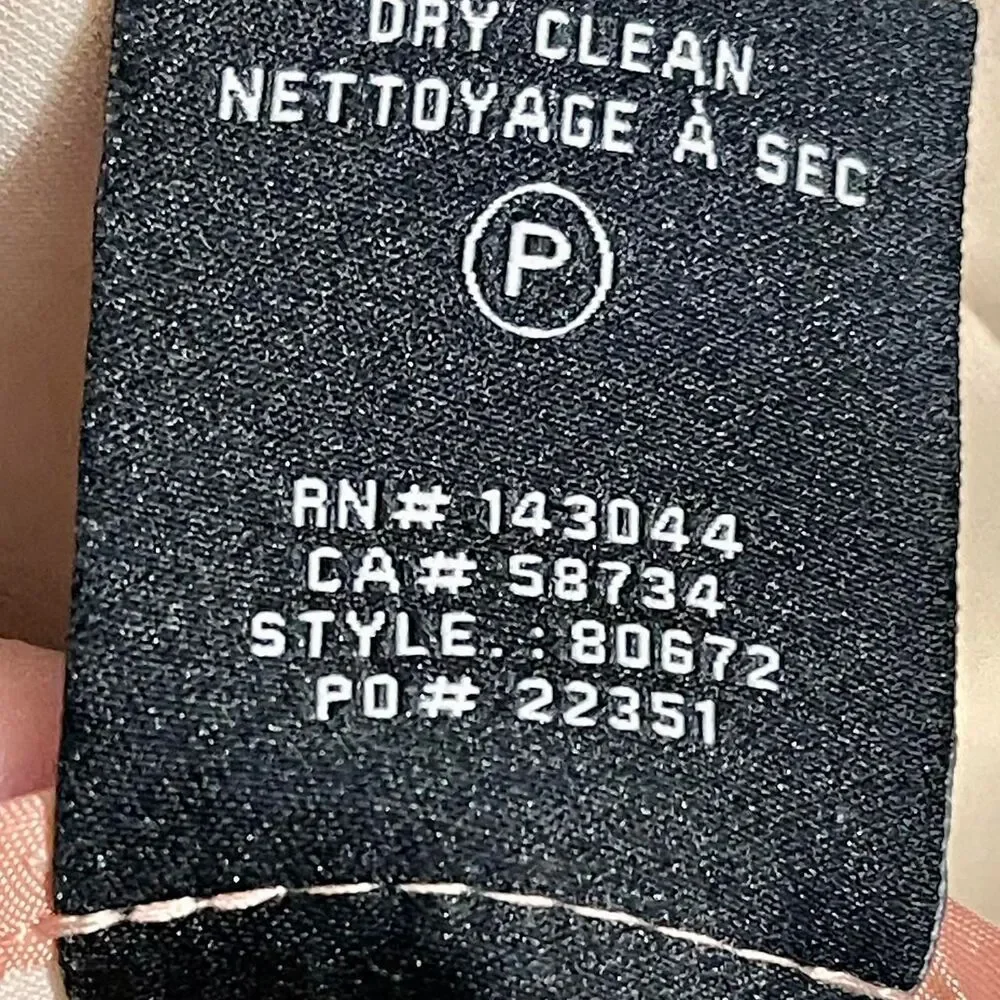 DRY CLEAN
NETTOYAGE À SEC
P
RN# 143044
CA# 58734
STYLE.: 80672
PO# 22351